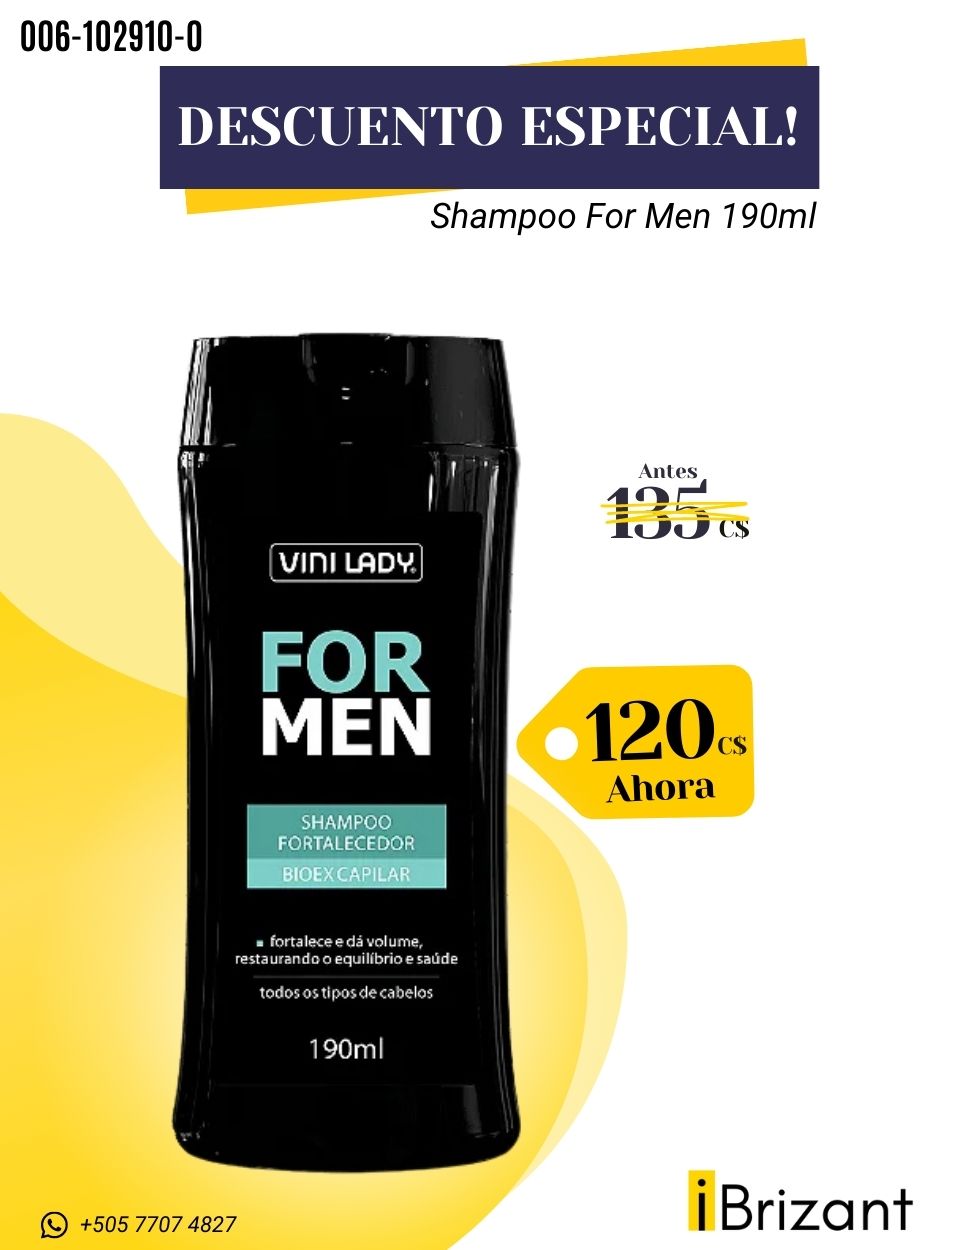 006-102910-0
DESCUENTO ESPECIAL!
Shampoo For Men 190ml
Antes
135 C$
120 C$
Ahora
VINI LADY
FOR
MEN
SHAMPOO
FORTALECEDOR
BIOEX CAPILAR
fortalece e dá volume,
restaurando o equilíbrio e saúde
todos os tipos de cabelos
190ml
+505 7707 4827
iBrizant